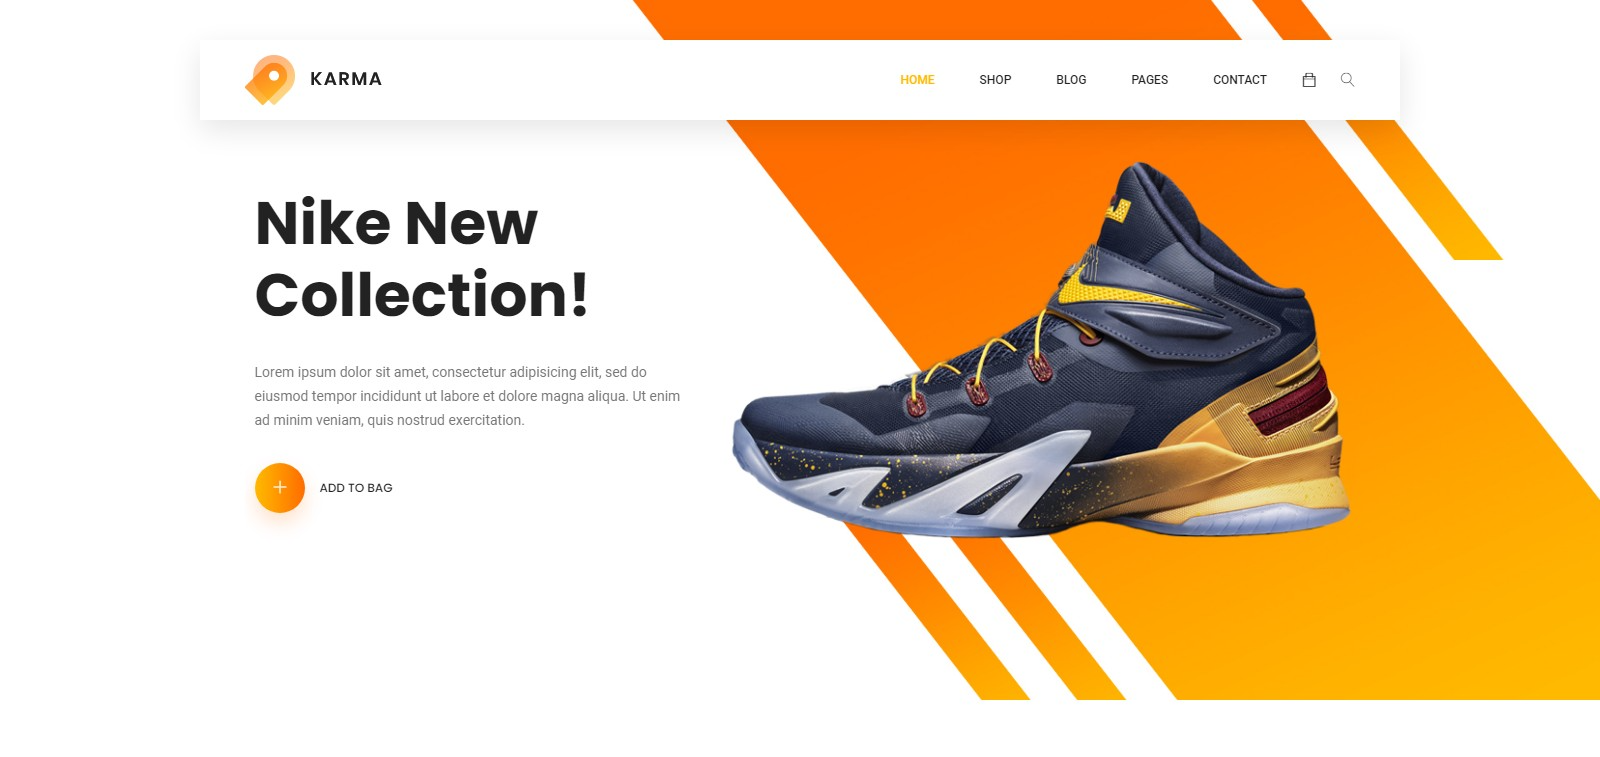 KARMA
HOME SHOP BLOG PAGES CONTACT
Nike New
Collection!
Lorem ipsum dolor sit amet, consectetur adipisicing elit, sed do
eiusmod tempor incididunt ut labore et dolore magna aliqua. Ut enim
ad minim veniam, quis nostrud exercitation.
ADD TO BAG